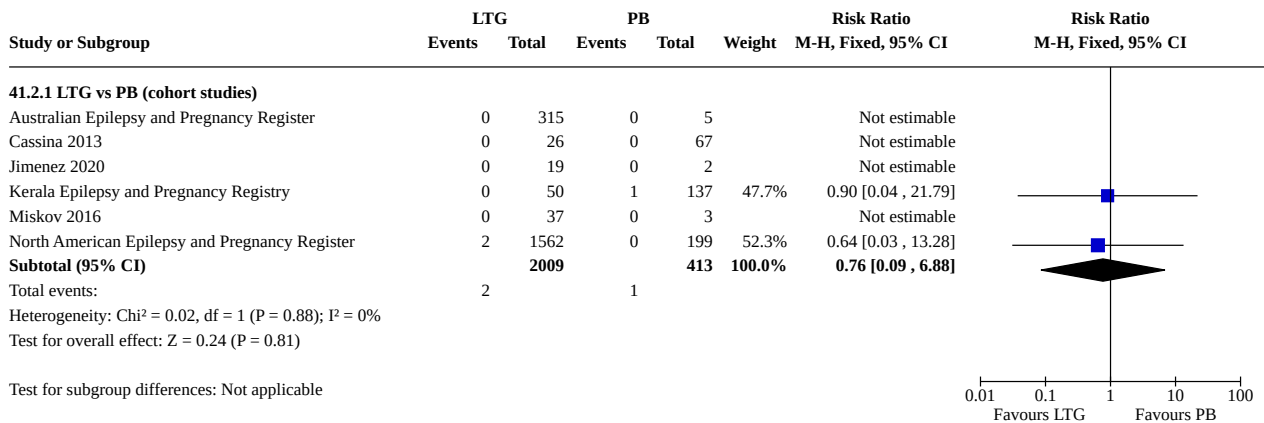 LTG PB Risk Ratio Risk Ratio
Study or Subgroup Events Total Events Total Weight M-H, Fixed, 95% CI M-H, Fixed, 95% CI
41.2.1 LTG vs PB (cohort studies)
Australian Epilepsy and Pregnancy Register 0 315 0 5 Not estimable
Cassina 2013 0 26 0 67 Not estimable
Jimenez 2020 0 19 0 2 Not estimable
Kerala Epilepsy and Pregnancy Registry 0 50 1 137 47.7% 0.90 [0.04 , 21.79]
Miskov 2016 0 37 0 3 Not estimable
North American Epilepsy and Pregnancy Register 2 1562 0 199 52.3% 0.64 [0.03 , 13.28]
Subtotal (95% CI) 2009 413 100.0% 0.76 [0.09 , 6.88]
Total events: 2 1
Heterogeneity: Chi² = 0.02, df = 1 (P = 0.88); I² = 0%
Test for overall effect: Z = 0.24 (P = 0.81)
Test for subgroup differences: Not applicable
0.01 0.1 1 10 100
Favours LTG Favours PB